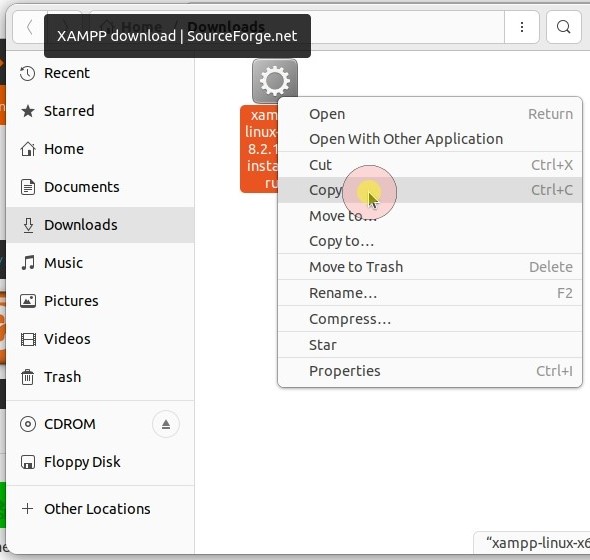 Home / Downloads
XAMPP download | SourceForge.net
Recent
Starred
Home
Documents
Downloads
Music
Pictures
Videos
Trash
CDROM
Floppy Disk
Other Locations
xam
linux-
8.2.1
insta
ru
Open Return
Open With Other Application
Cut Ctrl+X
Copy Ctrl+C
Move to…
Copy to…
Move to Trash Delete
Rename… F2
Compress…
Star
Properties Ctrl+I
“xampp-linux-x6